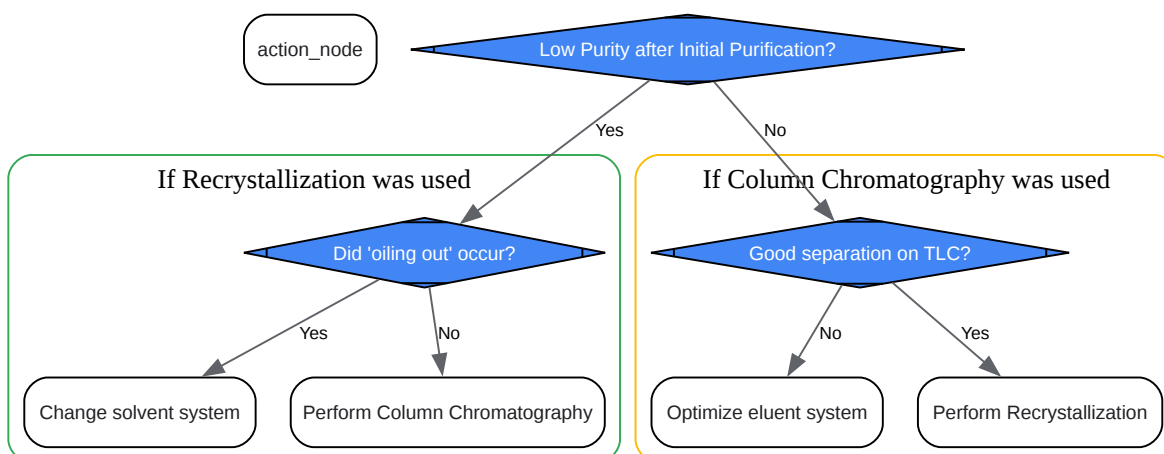 action_node
Low Purity after Initial Purification?
Yes
No
If Recrystallization was used
If Column Chromatography was used
Did 'oiling out' occur?
Good separation on TLC?
Yes
No
No
Yes
Change solvent system
Perform Column Chromatography
Optimize eluent system
Perform Recrystallization